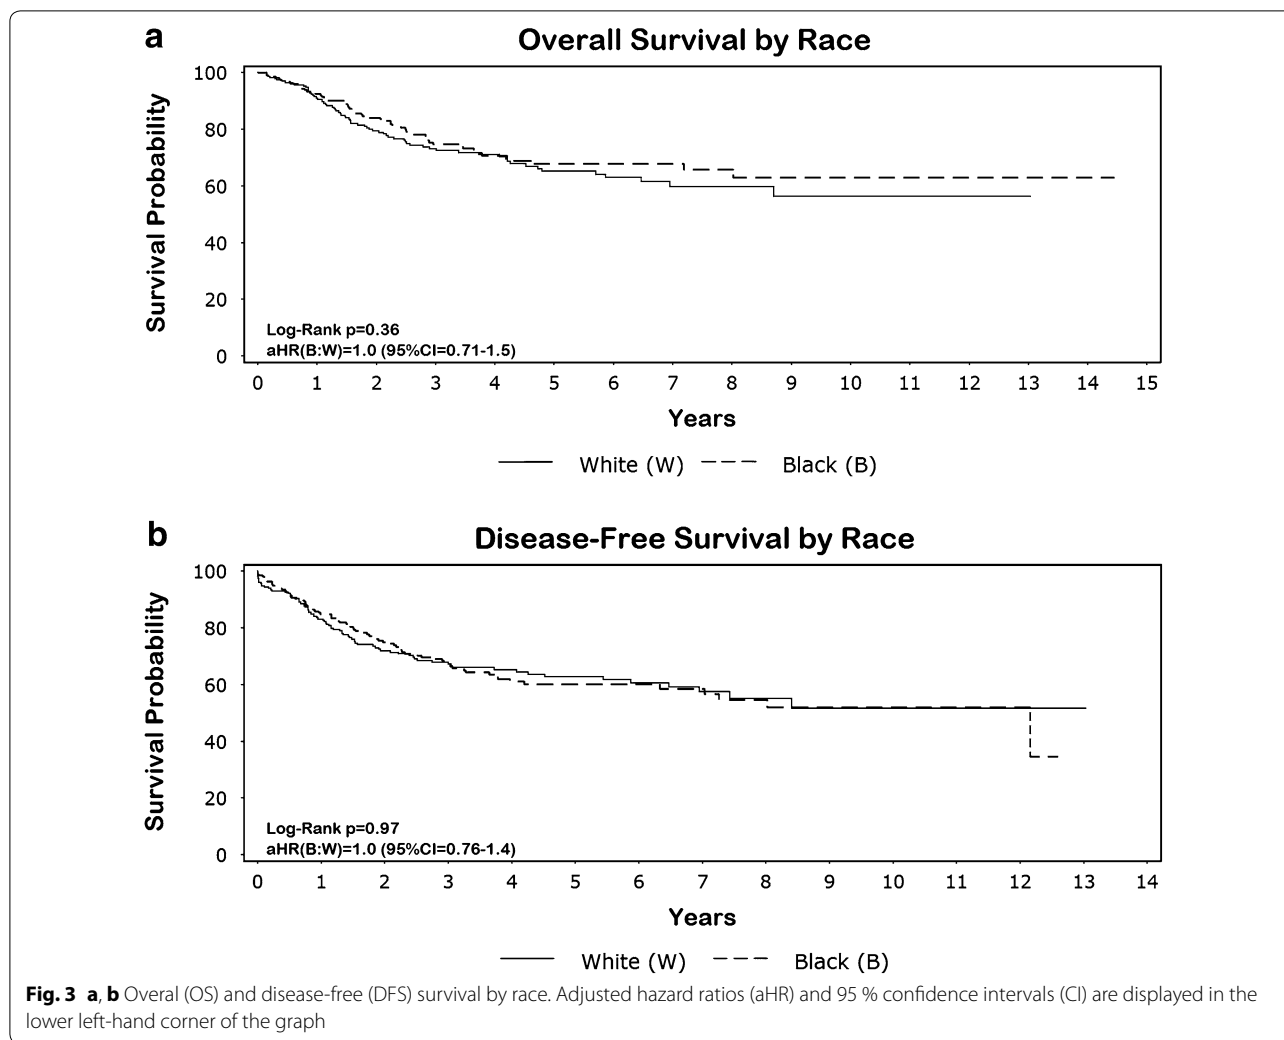 a
Overall Survival by Race
Survival Probability
100
80
60
40
20
0
Log-Rank p=0.36
aHR(B:W)=1.0 (95%CI=0.71-1.5)
0 1 2 3 4 5 6 7 8 9 10 11 12 13 14 15
Years
White (W) Black (B)
b
Disease-Free Survival by Race
Survival Probability
100
80
60
40
20
0
Log-Rank p=0.97
aHR(B:W)=1.0 (95%CI=0.76-1.4)
0 1 2 3 4 5 6 7 8 9 10 11 12 13 14
Years
White (W) Black (B)
Fig. 3 a, b Overal (OS) and disease-free (DFS) survival by race. Adjusted hazard ratios (aHR) and 95 % confidence intervals (CI) are displayed in the
lower left-hand corner of the graph